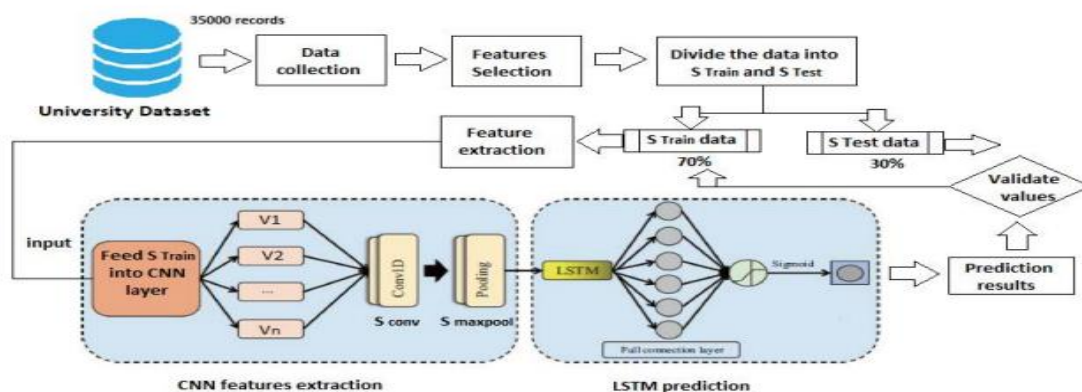 35000 records
University Dataset
Data
collection
Features
Selection
Divide the data into
S Train and S Test
Feature
extraction
S Train data
70%
S Test data
30%
Validate
values
input
Feed S Train
into CNN
layer
V1
V2
...
Vn
Conv1D
S conv
Pooling
S maxpool
LSTM
Full connection layer
Sigmoid
Prediction
results
CNN features extraction
LSTM prediction